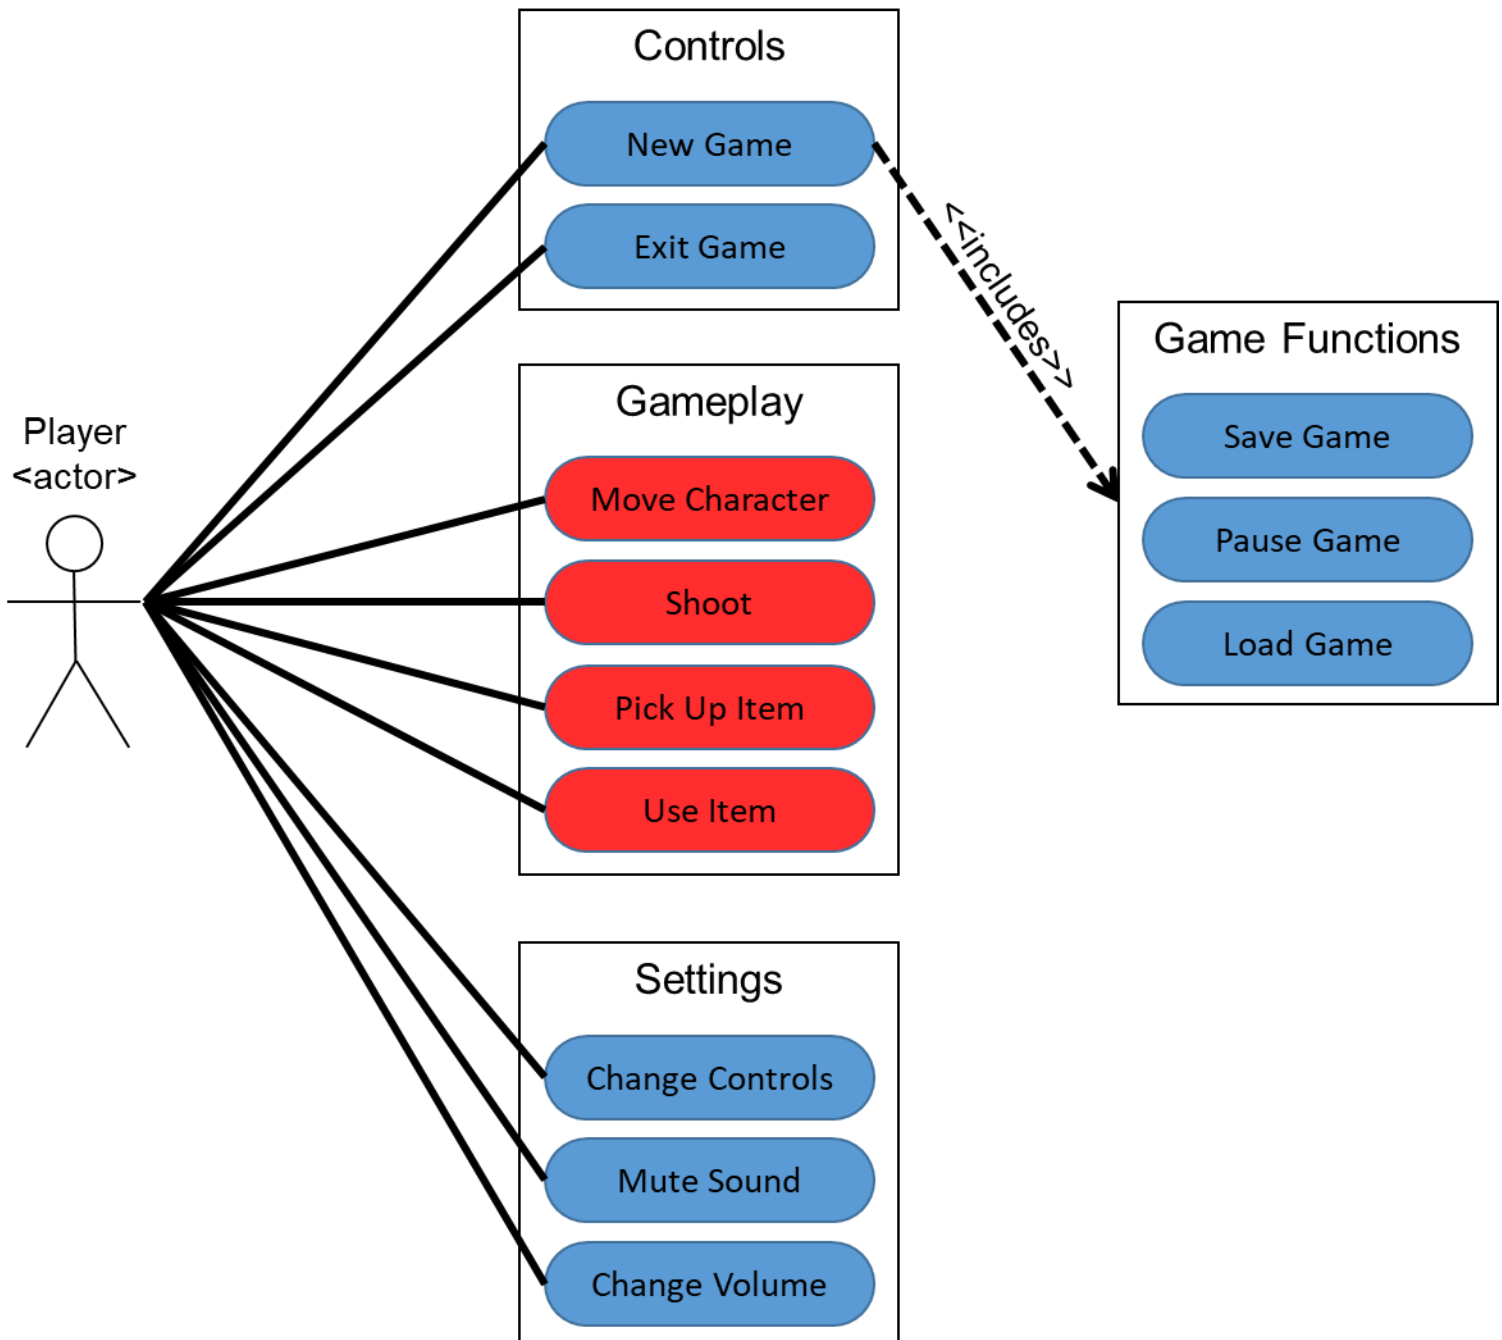 Controls
New Game
Exit Game
<<includes>>
Game Functions
Save Game
Pause Game
Load Game
Player
<actor>
Gameplay
Move Character
Shoot
Pick Up Item
Use Item
Settings
Change Controls
Mute Sound
Change Volume